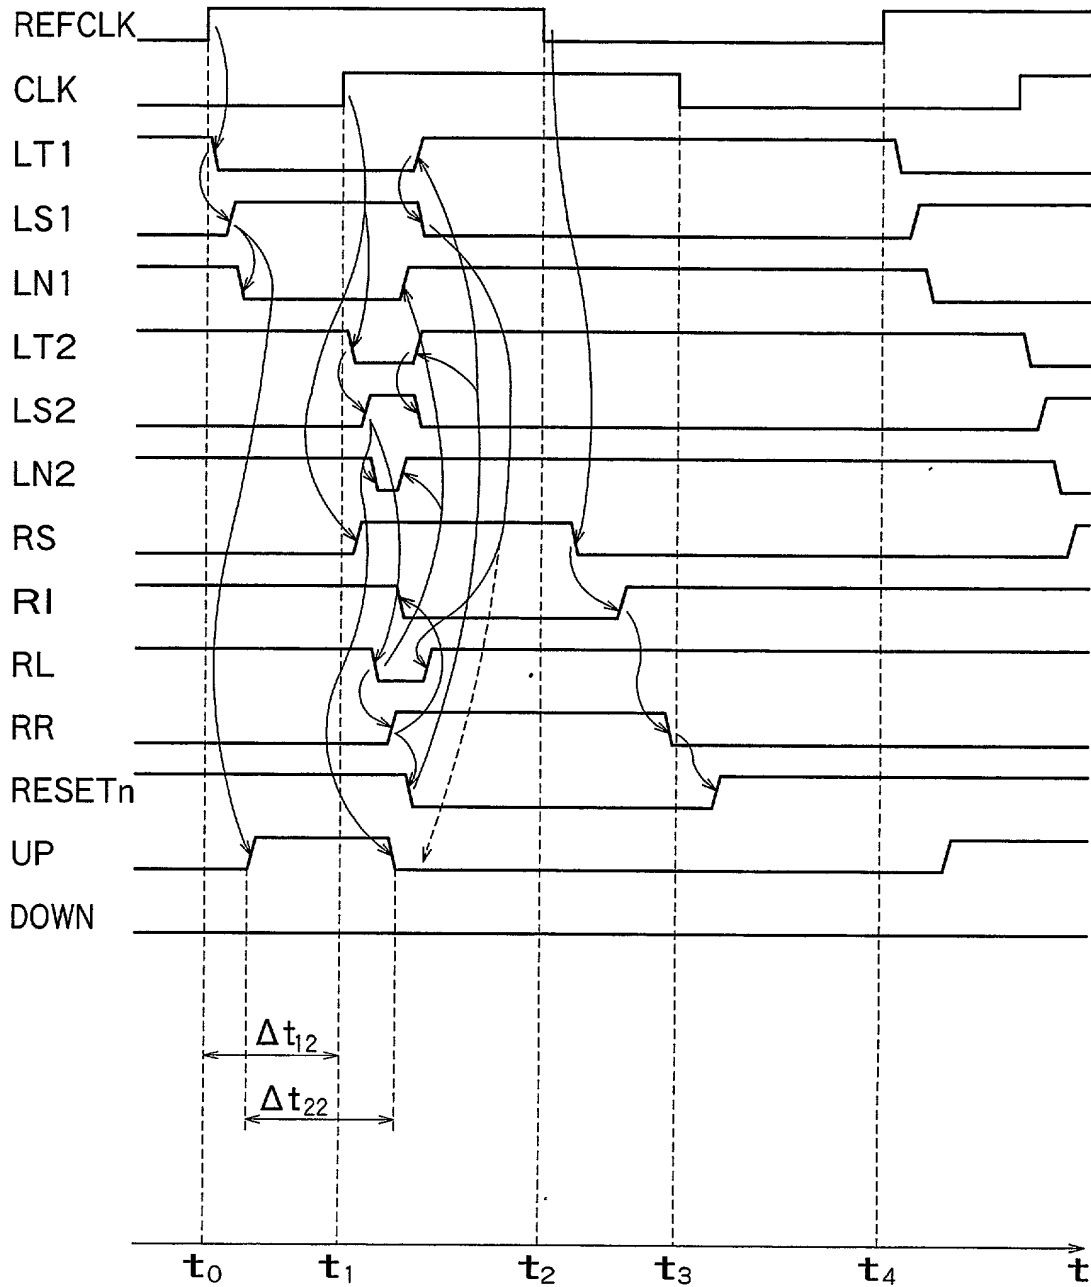 REFCLK
CLK
LT1
LS1
LN1
LT2
LS2
LN2
RS
RI
RL
RR
RESETn
UP
DOWN
Δt12
Δt22
t0 t1 t2 t3 t4 t